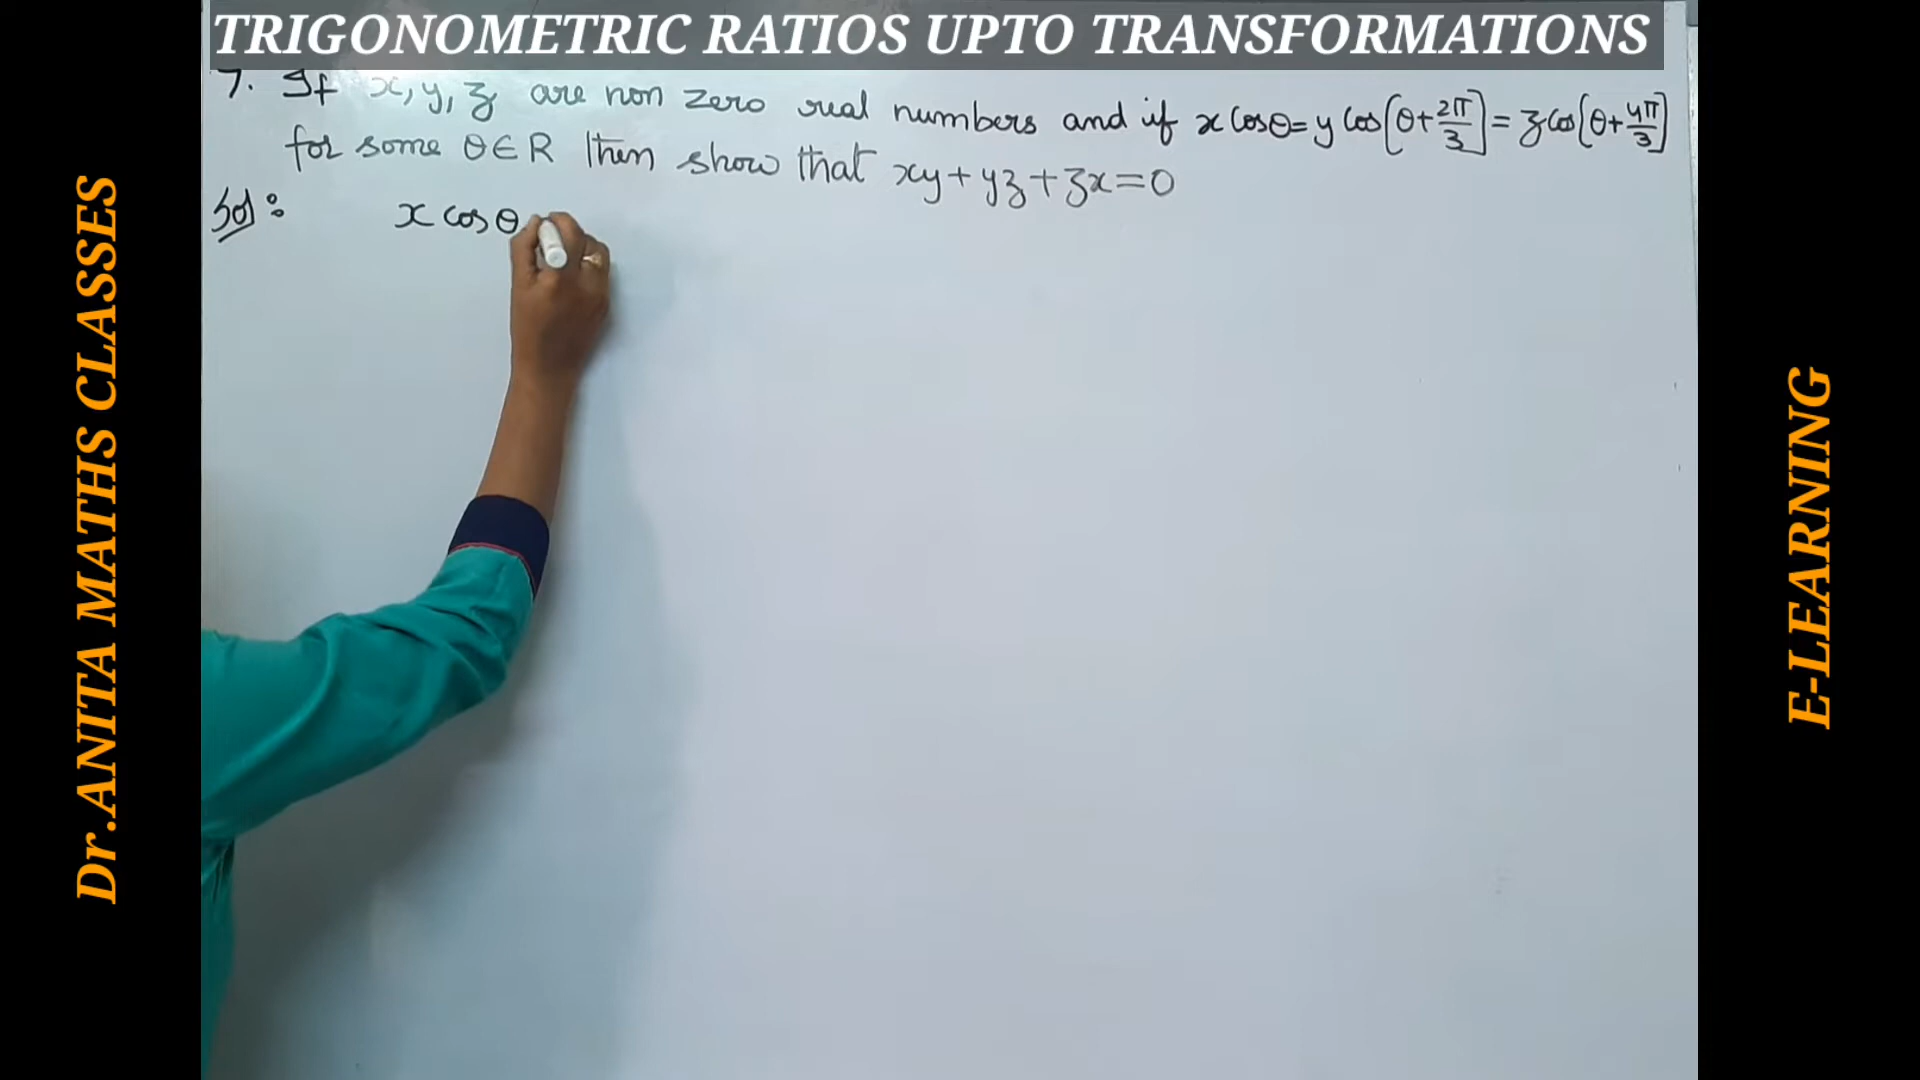 TRIGONOMETRIC RATIOS UPTO TRANSFORMATIONS
7. If x, y, z are non zero real numbers and if x cosθ = y cos[θ + 2π/3] = z cos[θ + 4π/3]
for some θ ∈ R then show that xy + yz + zx = 0
Sol: x cosθ
Dr.ANITA MATHS CLASSES
E-LEARNING